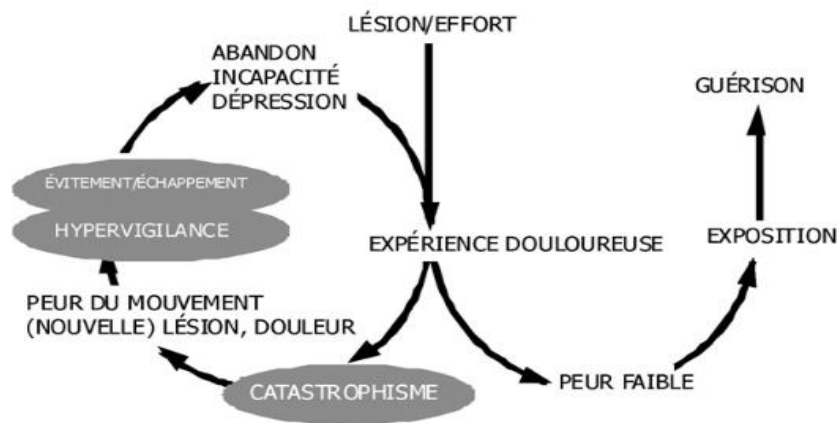 LÉSION/EFFORT
ABANDON
INCAPACITÉ
DÉPRESSION
GUÉRISON
ÉVITEMENT/ÉCHAPPEMENT
HYPERVIGILANCE
EXPÉRIENCE DOULOUREUSE
EXPOSITION
PEUR DU MOUVEMENT
(NOUVELLE) LÉSION, DOULEUR
CATASTROPHISME
PEUR FAIBLE